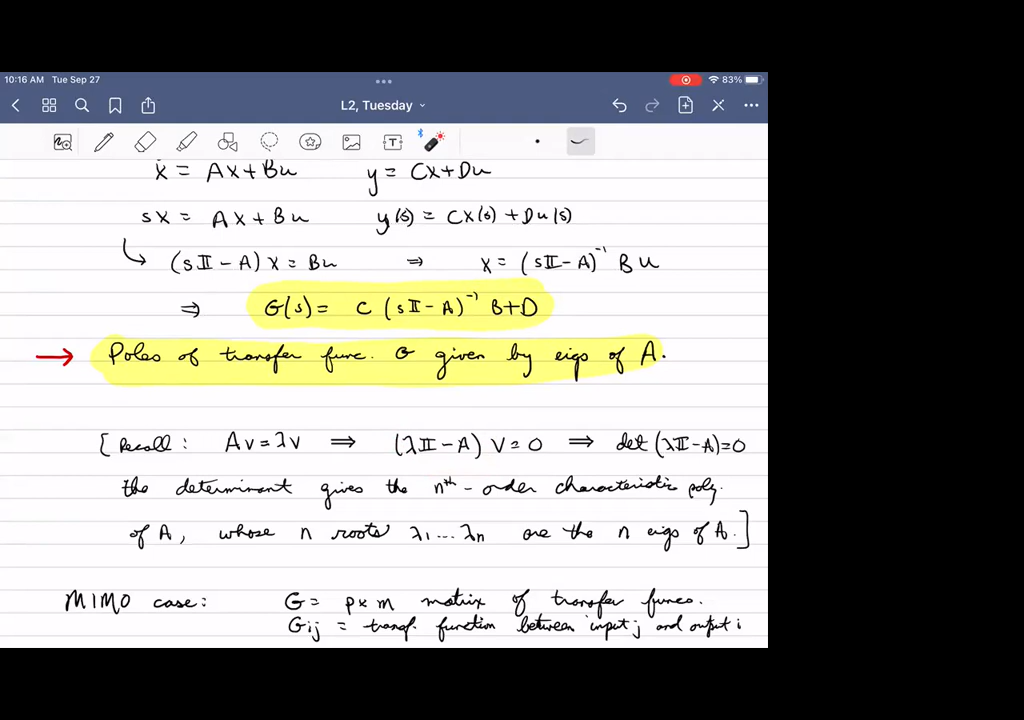 10:16 AM Tue Sep 27
83%
L2, Tuesday
ẋ = Ax + Bu y = Cx + Du
sx = Ax + Bu y(s) = Cx(s) + Du(s)
↳ (s𝕀 − A) x = Bu ⇒ x = (s𝕀 − A)⁻¹ Bu
⇒ G(s) = C (s𝕀 − A)⁻¹ B + D
→ Poles of transfer func. G given by eigs of A.
[Recall: Av = λv ⟹ (λ𝕀 − A) v = 0 ⟹ det (λ𝕀 − A) = 0
the determinant gives the nᵗʰ-order characteristic poly.
of A, whose n roots λ₁ ... λₙ are the n eigs of A.]
MIMO case: G = p × m matrix of transfer funcs.
Gij = transf. function between input j and output i